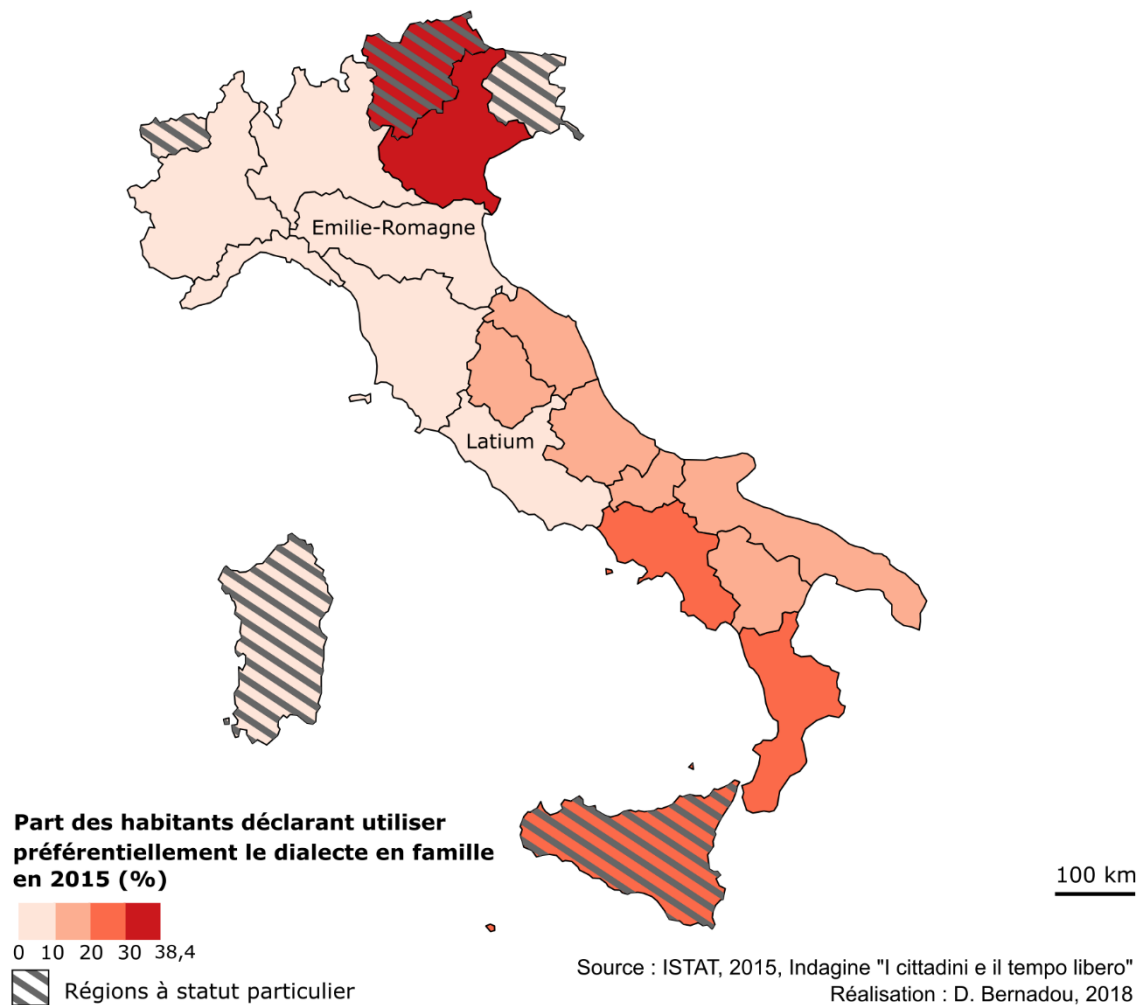 Emilie-Romagne
Latium
Part des habitants déclarant utiliser
préférentiellement le dialecte en famille
en 2015 (%)
0 10 20 30 38,4
Régions à statut particulier
100 km
Source : ISTAT, 2015, Indagine "I cittadini e il tempo libero"
Réalisation : D. Bernadou, 2018